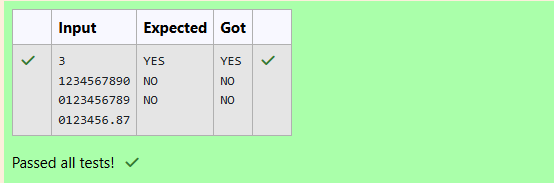 Input Expected Got
3 YES YES
1234567890 NO NO
0123456789 NO NO
0123456.87
Passed all tests!